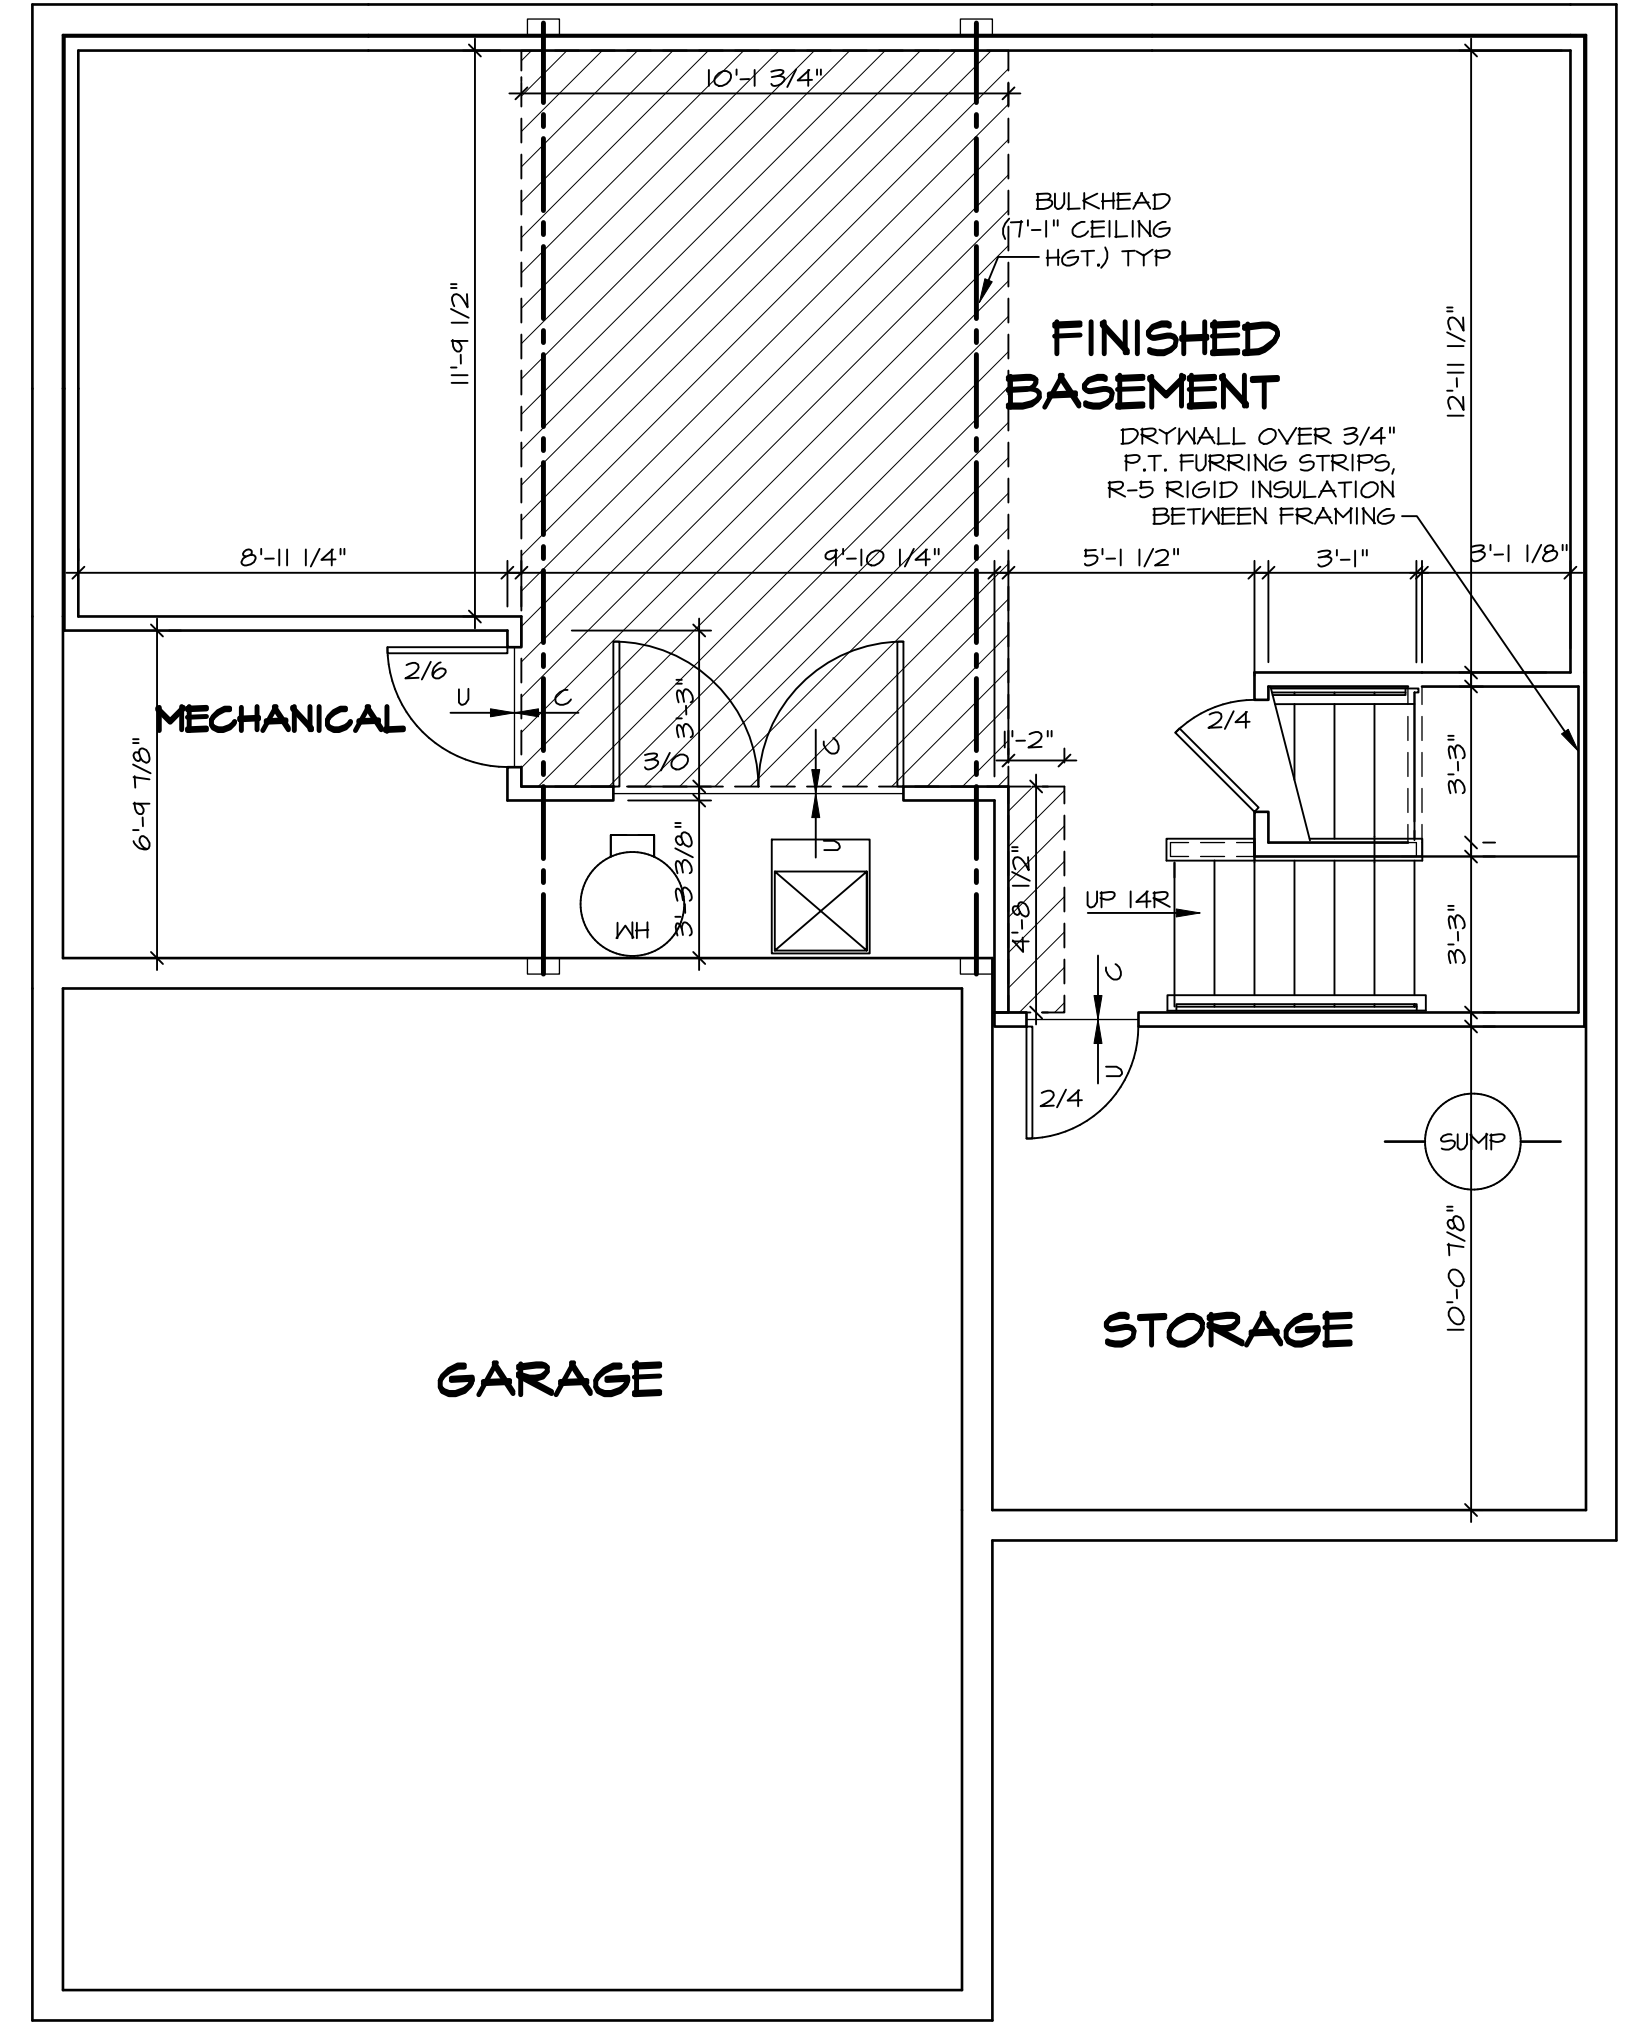 10'-1 3/4"
BULKHEAD
(7'-1" CEILING
HGT.) TYP
11'-9 1/2"
12'-11 1/2"
FINISHED
BASEMENT
DRYWALL OVER 3/4"
P.T. FURRING STRIPS,
R-5 RIGID INSULATION
BETWEEN FRAMING
8'-11 1/4"
9'-10 1/4"
5'-1 1/2"
3'-1"
3'-1 1/8"
2/6
U
C
MECHANICAL
3'-3"
3/0
C
U
1'-2"
2/4
3'-3"
6'-9 7/8"
3'-3 3/8"
WH
4'-8 1/2"
UP 14R
3'-3"
C
U
2/4
SUMP
10'-0 7/8"
STORAGE
GARAGE